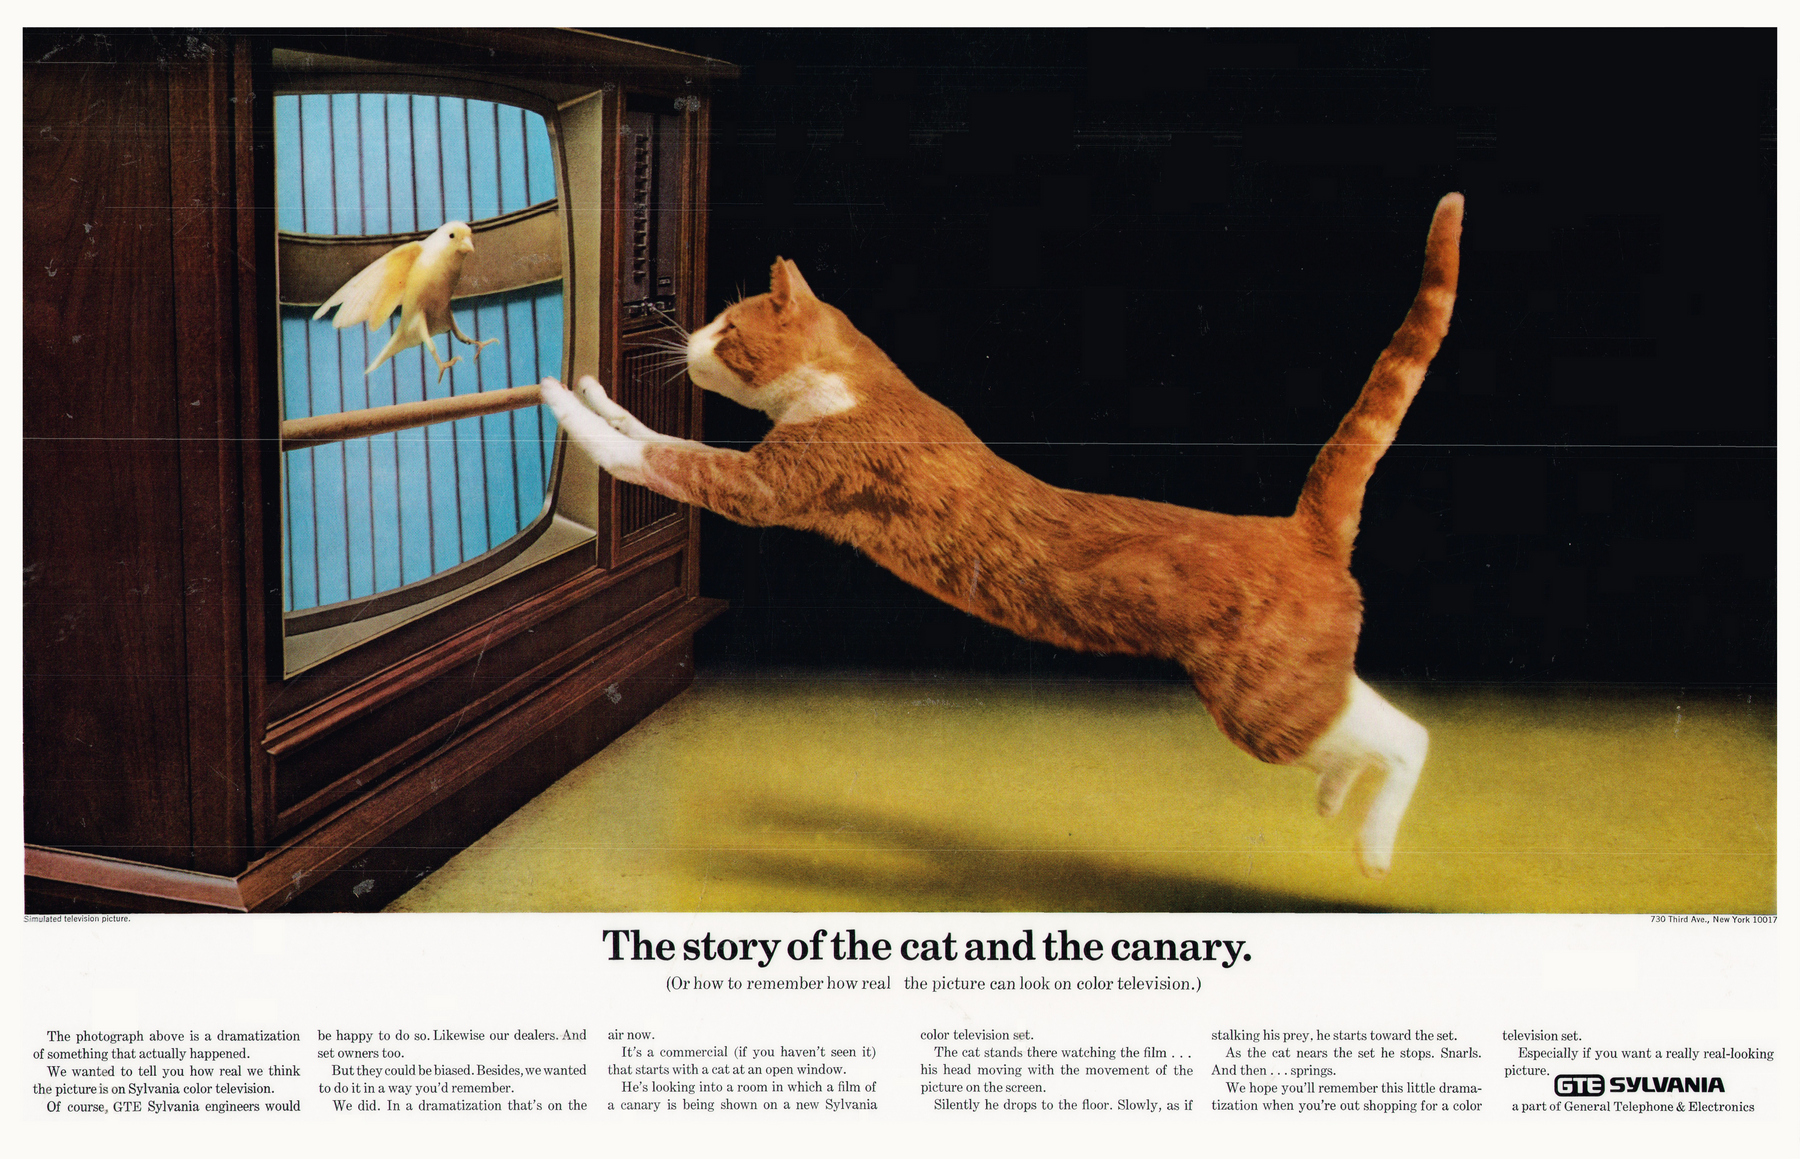 Simulated television picture.
730 Third Ave., New York 10017
The story of the cat and the canary.
(Or how to remember how real the picture can look on color television.)
The photograph above is a dramatization
of something that actually happened.
We wanted to tell you how real we think
the picture is on Sylvania color television.
Of course, GTE Sylvania engineers would
be happy to do so. Likewise our dealers. And
set owners too.
But they could be biased. Besides, we wanted
to do it in a way you'd remember.
We did. In a dramatization that's on the
air now.
It's a commercial (if you haven't seen it)
that starts with a cat at an open window.
He's looking into a room in which a film of
a canary is being shown on a new Sylvania
color television set.
The cat stands there watching the film . . .
his head moving with the movement of the
picture on the screen.
Silently he drops to the floor. Slowly, as if
stalking his prey, he starts toward the set.
As the cat nears the set he stops. Snarls.
And then . . . springs.
We hope you'll remember this little drama-
tization when you're out shopping for a color
television set.
Especially if you want a really real-looking
picture.
GTE SYLVANIA
a part of General Telephone & Electronics